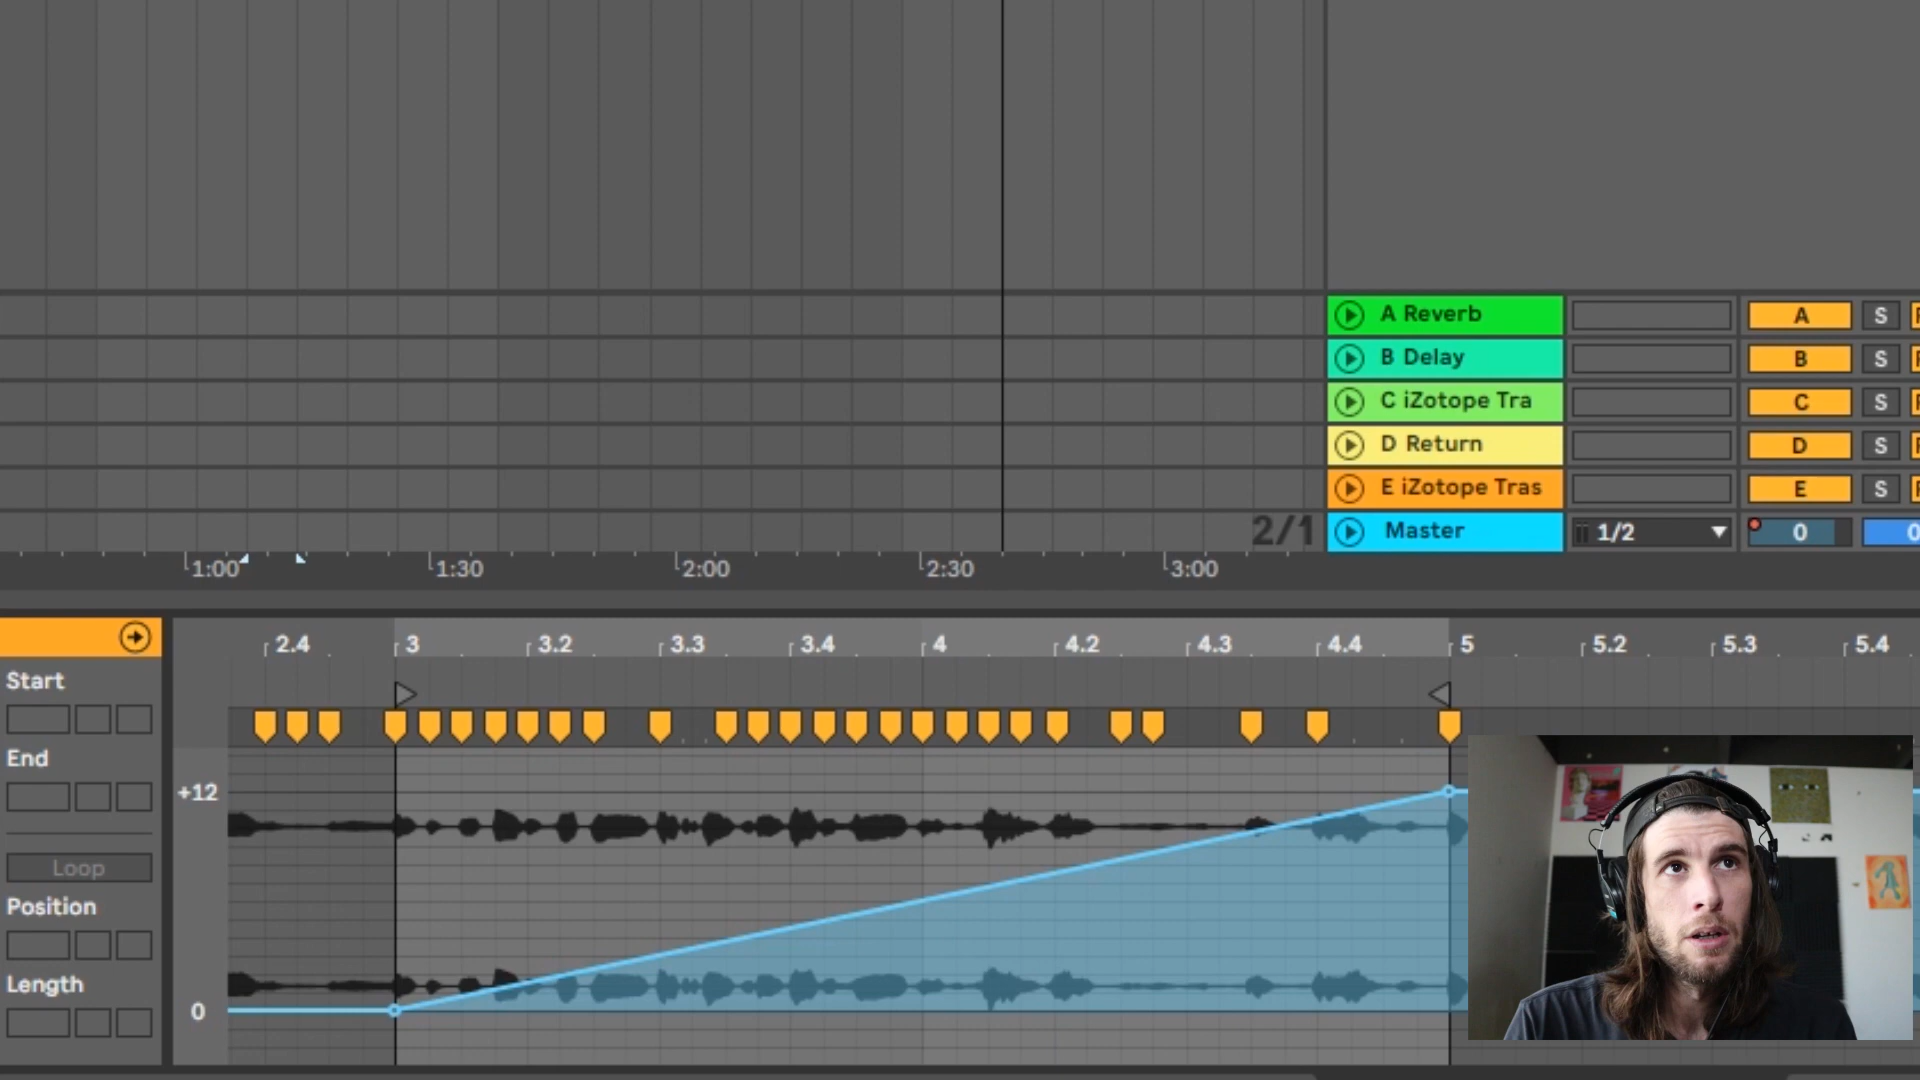 A Reverb A S
B Delay B S
C iZotope Tra C S
D Return D S
E iZotope Tras E S
2/1 Master 1/2 0 0
1:00 1:30 2:00 2:30 3:00
2.4 3 3.2 3.3 3.4 4 4.2 4.3 4.4 5 5.2 5.3 5.4
Start
End
+12
Loop
Position
Length
0